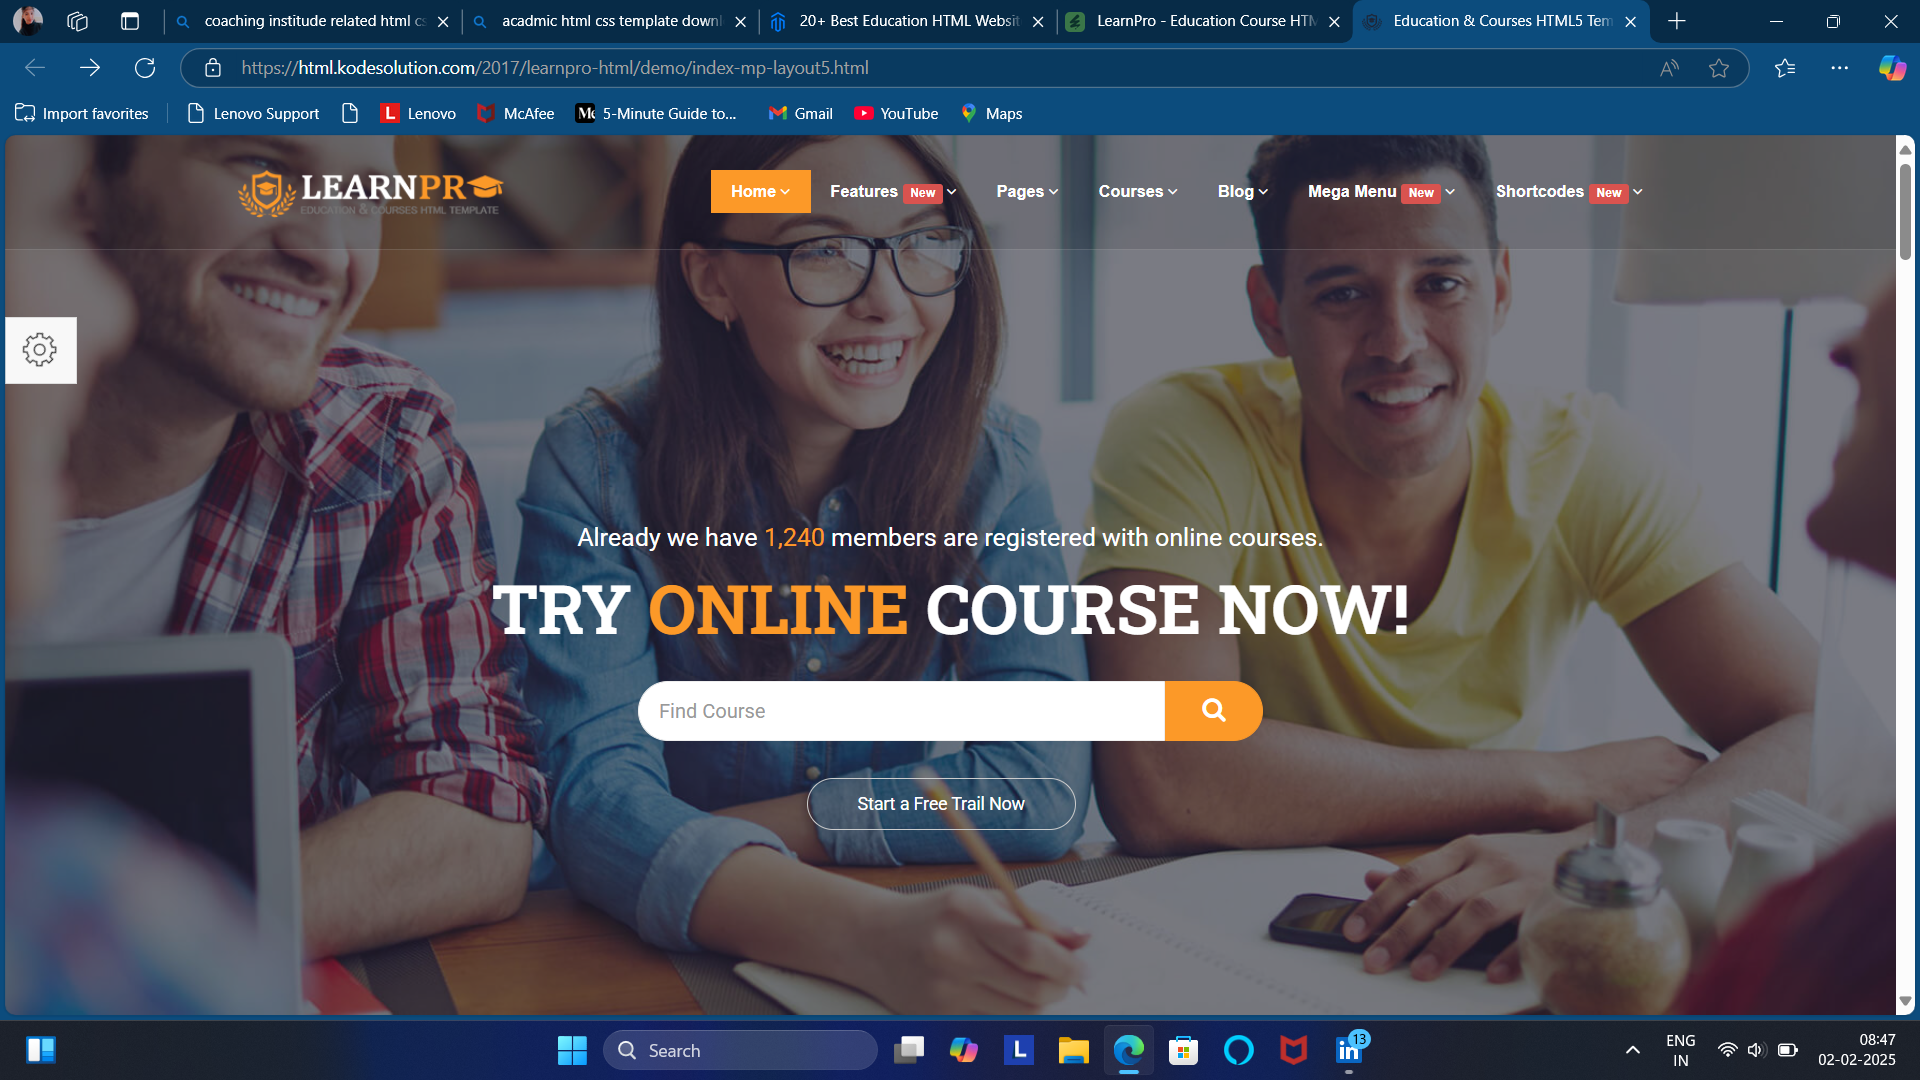 coaching institude related html cs
acadmic html css template downl
20+ Best Education HTML Websit
LearnPro - Education Course HTM
Education & Courses HTML5 Tem
https://html.kodesolution.com/2017/learnpro-html/demo/index-mp-layout5.html
Import favorites
Lenovo Support
L Lenovo
McAfee
5-Minute Guide to...
Gmail
YouTube
Maps
LEARNPRO
EDUCATION & COURSES HTML TEMPLATE
Home
Features New
Pages
Courses
Blog
Mega Menu New
Shortcodes New
Already we have 1,240 members are registered with online courses.
TRY ONLINE COURSE NOW!
Find Course
Start a Free Trail Now
Search
L
in
13
ENG
IN
08:47
02-02-2025